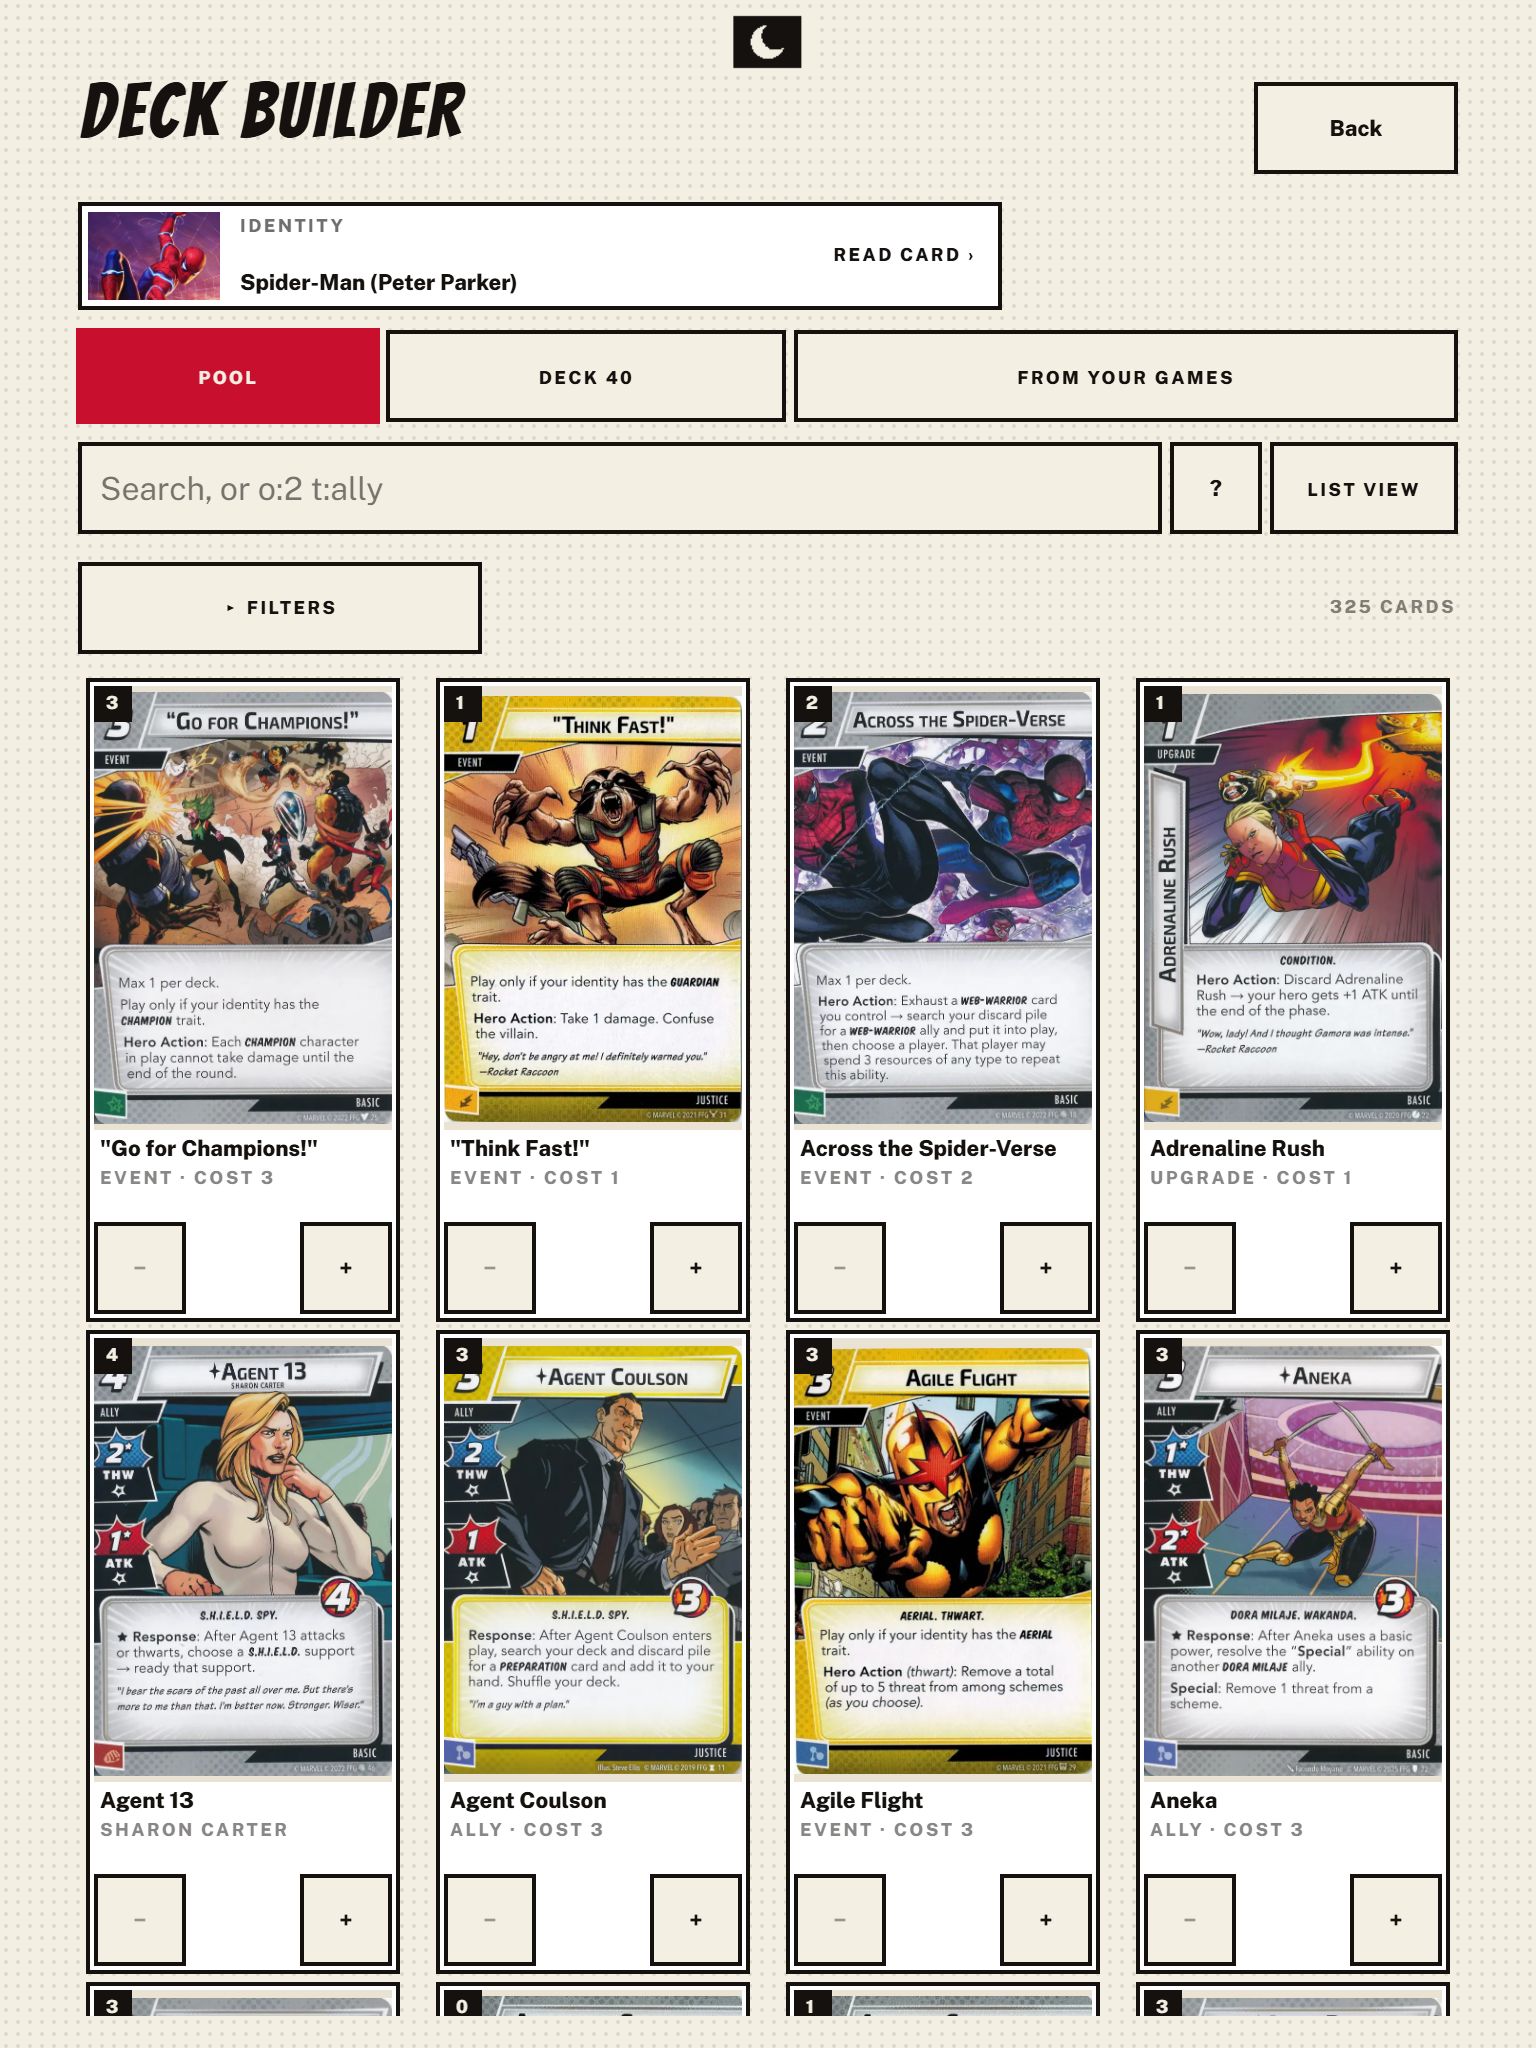 DECK BUILDER
Back
IDENTITY
Spider-Man (Peter Parker)
READ CARD ›
POOL
DECK 40
FROM YOUR GAMES
Search, or o:2 t:ally
?
LIST VIEW
▸ FILTERS
325 CARDS
3
"Go for Champions!"
EVENT
Max 1 per deck.
Play only if your identity has the
CHAMPION trait.
Hero Action: Each CHAMPION character
in play cannot take damage until the
end of the round.
BASIC
"Go for Champions!"
EVENT · COST 3
−
+
1
"Think Fast!"
EVENT
Play only if your identity has the GUARDIAN
trait.
Hero Action: Take 1 damage. Confuse
the villain.
"Hey, don't be angry at me! I definitely warned you."
—Rocket Raccoon
JUSTICE
"Think Fast!"
EVENT · COST 1
−
+
2
Across the Spider-Verse
EVENT
Max 1 per deck.
Hero Action: Exhaust a WEB-WARRIOR card
you control → search your discard pile
for a WEB-WARRIOR ally and put it into play,
then choose a player. That player may
spend 3 resources of any type to repeat
this ability.
BASIC
Across the Spider-Verse
EVENT · COST 2
−
+
1
UPGRADE
Adrenaline Rush
CONDITION.
Hero Action: Discard Adrenaline
Rush → your hero gets +1 ATK until
the end of the phase.
"Wow, lady! And I thought Gamora was intense."
—Rocket Raccoon
BASIC
Adrenaline Rush
UPGRADE · COST 1
−
+
4
Agent 13
SHARON CARTER
ALLY
2
THW
1
ATK
4
S.H.I.E.L.D. SPY.
★ Response: After Agent 13 attacks
or thwarts, choose a S.H.I.E.L.D. support
→ ready that support.
"I bear the scars of the past all over me. But there's
more to me than that. I'm better now. Stronger. Wiser."
BASIC
Agent 13
SHARON CARTER
−
+
3
Agent Coulson
ALLY
2
THW
1
ATK
3
S.H.I.E.L.D. SPY.
Response: After Agent Coulson enters
play, search your deck and discard pile
for a PREPARATION card and add it to your
hand. Shuffle your deck.
"I'm a guy with a plan."
JUSTICE
Illus. Steve Ellis © MARVEL © 2019 FFG 11
Agent Coulson
ALLY · COST 3
−
+
3
Agile Flight
EVENT
AERIAL. THWART.
Play only if your identity has the AERIAL
trait.
Hero Action (thwart): Remove a total
of up to 5 threat from among schemes
(as you choose).
JUSTICE
Agile Flight
EVENT · COST 3
−
+
3
Aneka
ALLY
1
THW
2
ATK
3
DORA MILAJE. WAKANDA.
★ Response: After Aneka uses a basic
power, resolve the "Special" ability on
another DORA MILAJE ally.
Special: Remove 1 threat from a
scheme.
BASIC
Aneka
ALLY · COST 3
−
+
3
0
1
3